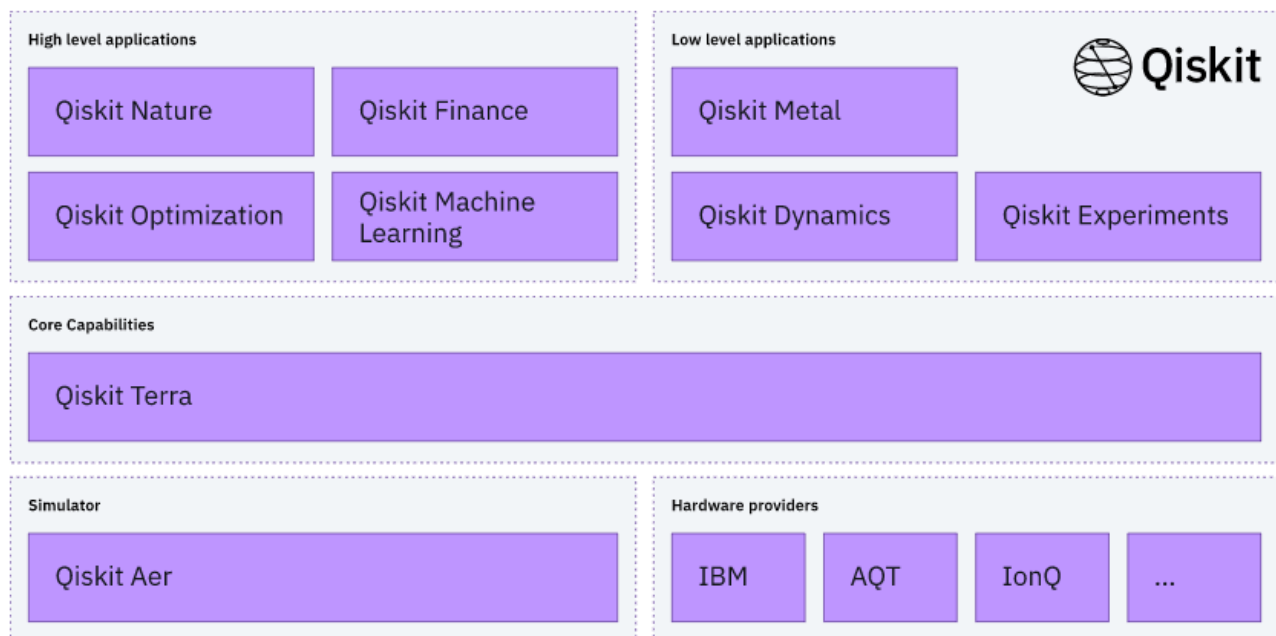 High level applications
Qiskit Nature
Qiskit Finance
Qiskit Optimization
Qiskit Machine
Learning
Low level applications
Qiskit
Qiskit Metal
Qiskit Dynamics
Qiskit Experiments
Core Capabilities
Qiskit Terra
Simulator
Qiskit Aer
Hardware providers
IBM
AQT
IonQ
...